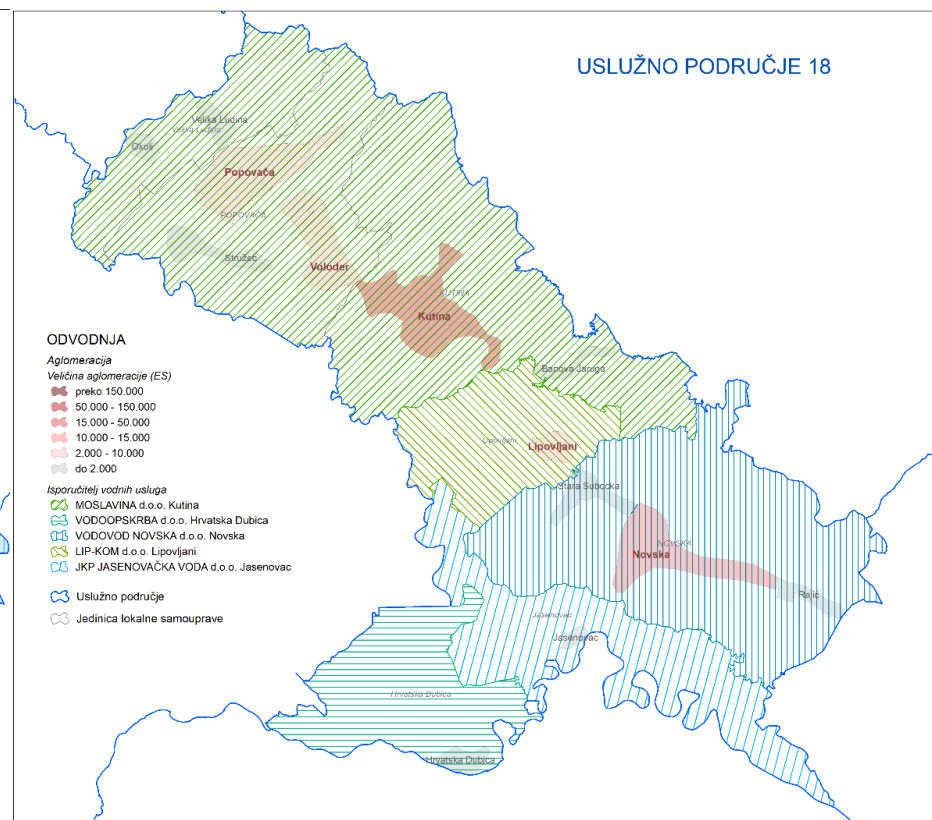 USLUŽNO PODRUČJE 18
Velika Ludina
Velika Ludina
Okoli
Popovača
POPOVAČA
Stružec
Voloder
KUTINA
Kutina
Banova Jaruga
Lipovljani
Lipovljani
Stara Subocka
NOVSKA
Novska
Rajić
Jasenovac
Jasenovac
Hrvatska Dubica
Hrvatska Dubica
ODVODNJA
Aglomeracija
Veličina aglomeracije (ES)
preko 150.000
50.000 - 150.000
15.000 - 50.000
10.000 - 15.000
2.000 - 10.000
do 2.000
Isporučitelj vodnih usluga
MOSLAVINA d.o.o. Kutina
VODOOPSKRBA d.o.o. Hrvatska Dubica
VODOVOD NOVSKA d.o.o. Novska
LIP-KOM d.o.o. Lipovljani
JKP JASENOVAČKA VODA d.o.o. Jasenovac
Uslužno područje
Jedinica lokalne samouprave